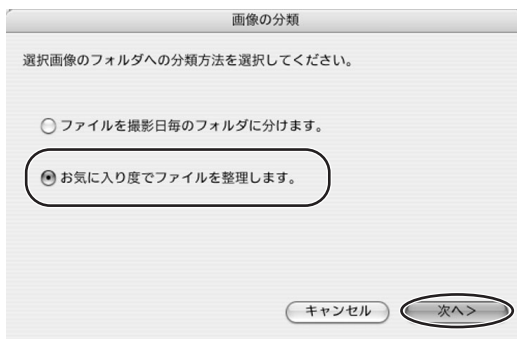 画像の分類
選択画像のフォルダへの分類方法を選択してください。
ファイルを撮影日毎のフォルダに分けます。
お気に入り度でファイルを整理します。
キャンセル
次へ>